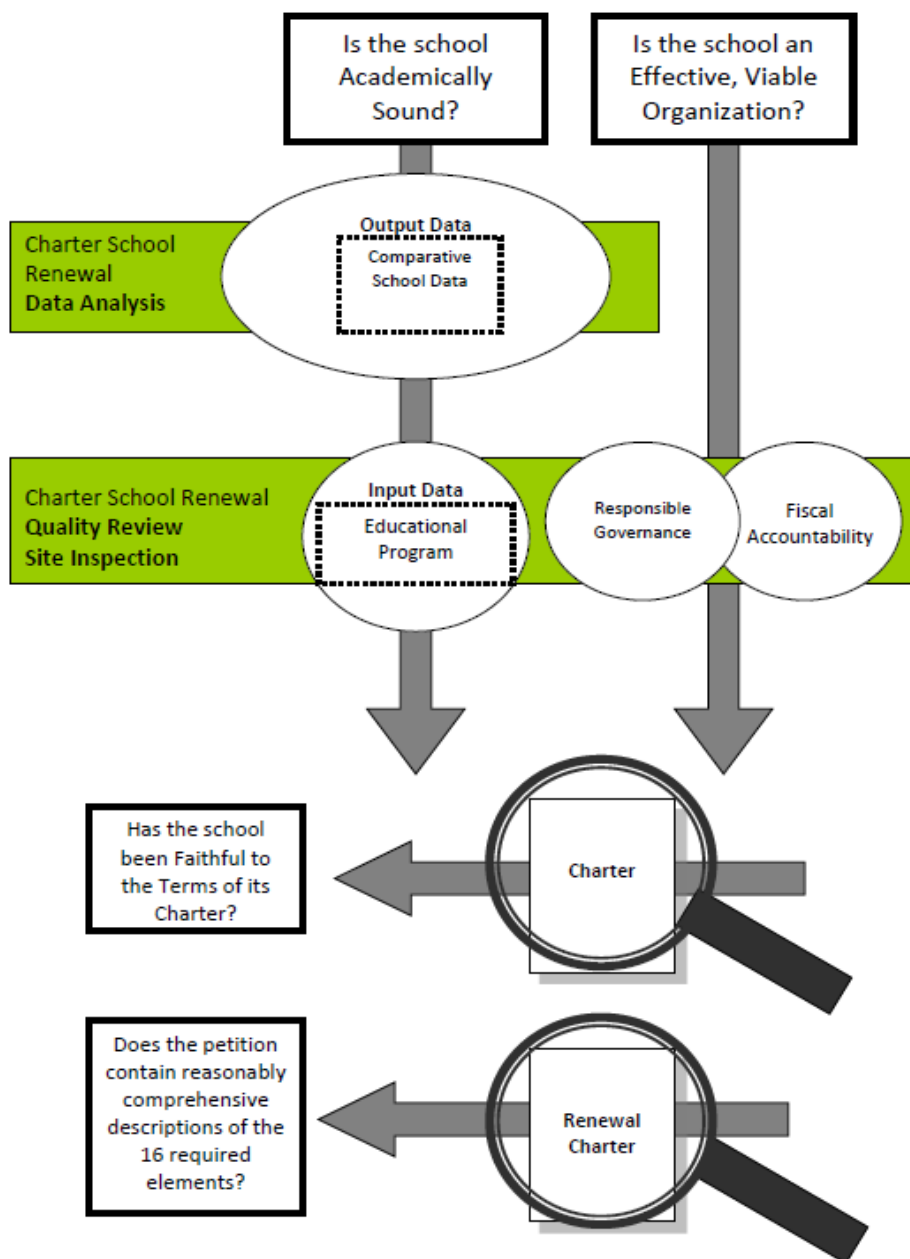 Is the school
Academically
Sound?
Is the school an
Effective, Viable
Organization?
Charter School
Renewal
Data Analysis
Output Data
Comparative
School Data
Charter School Renewal
Quality Review
Site Inspection
Input Data
Educational
Program
Responsible
Governance
Fiscal
Accountability
Has the school
been Faithful to
the Terms of its
Charter?
Charter
Does the petition
contain reasonably
comprehensive
descriptions of the
16 required
elements?
Renewal
Charter